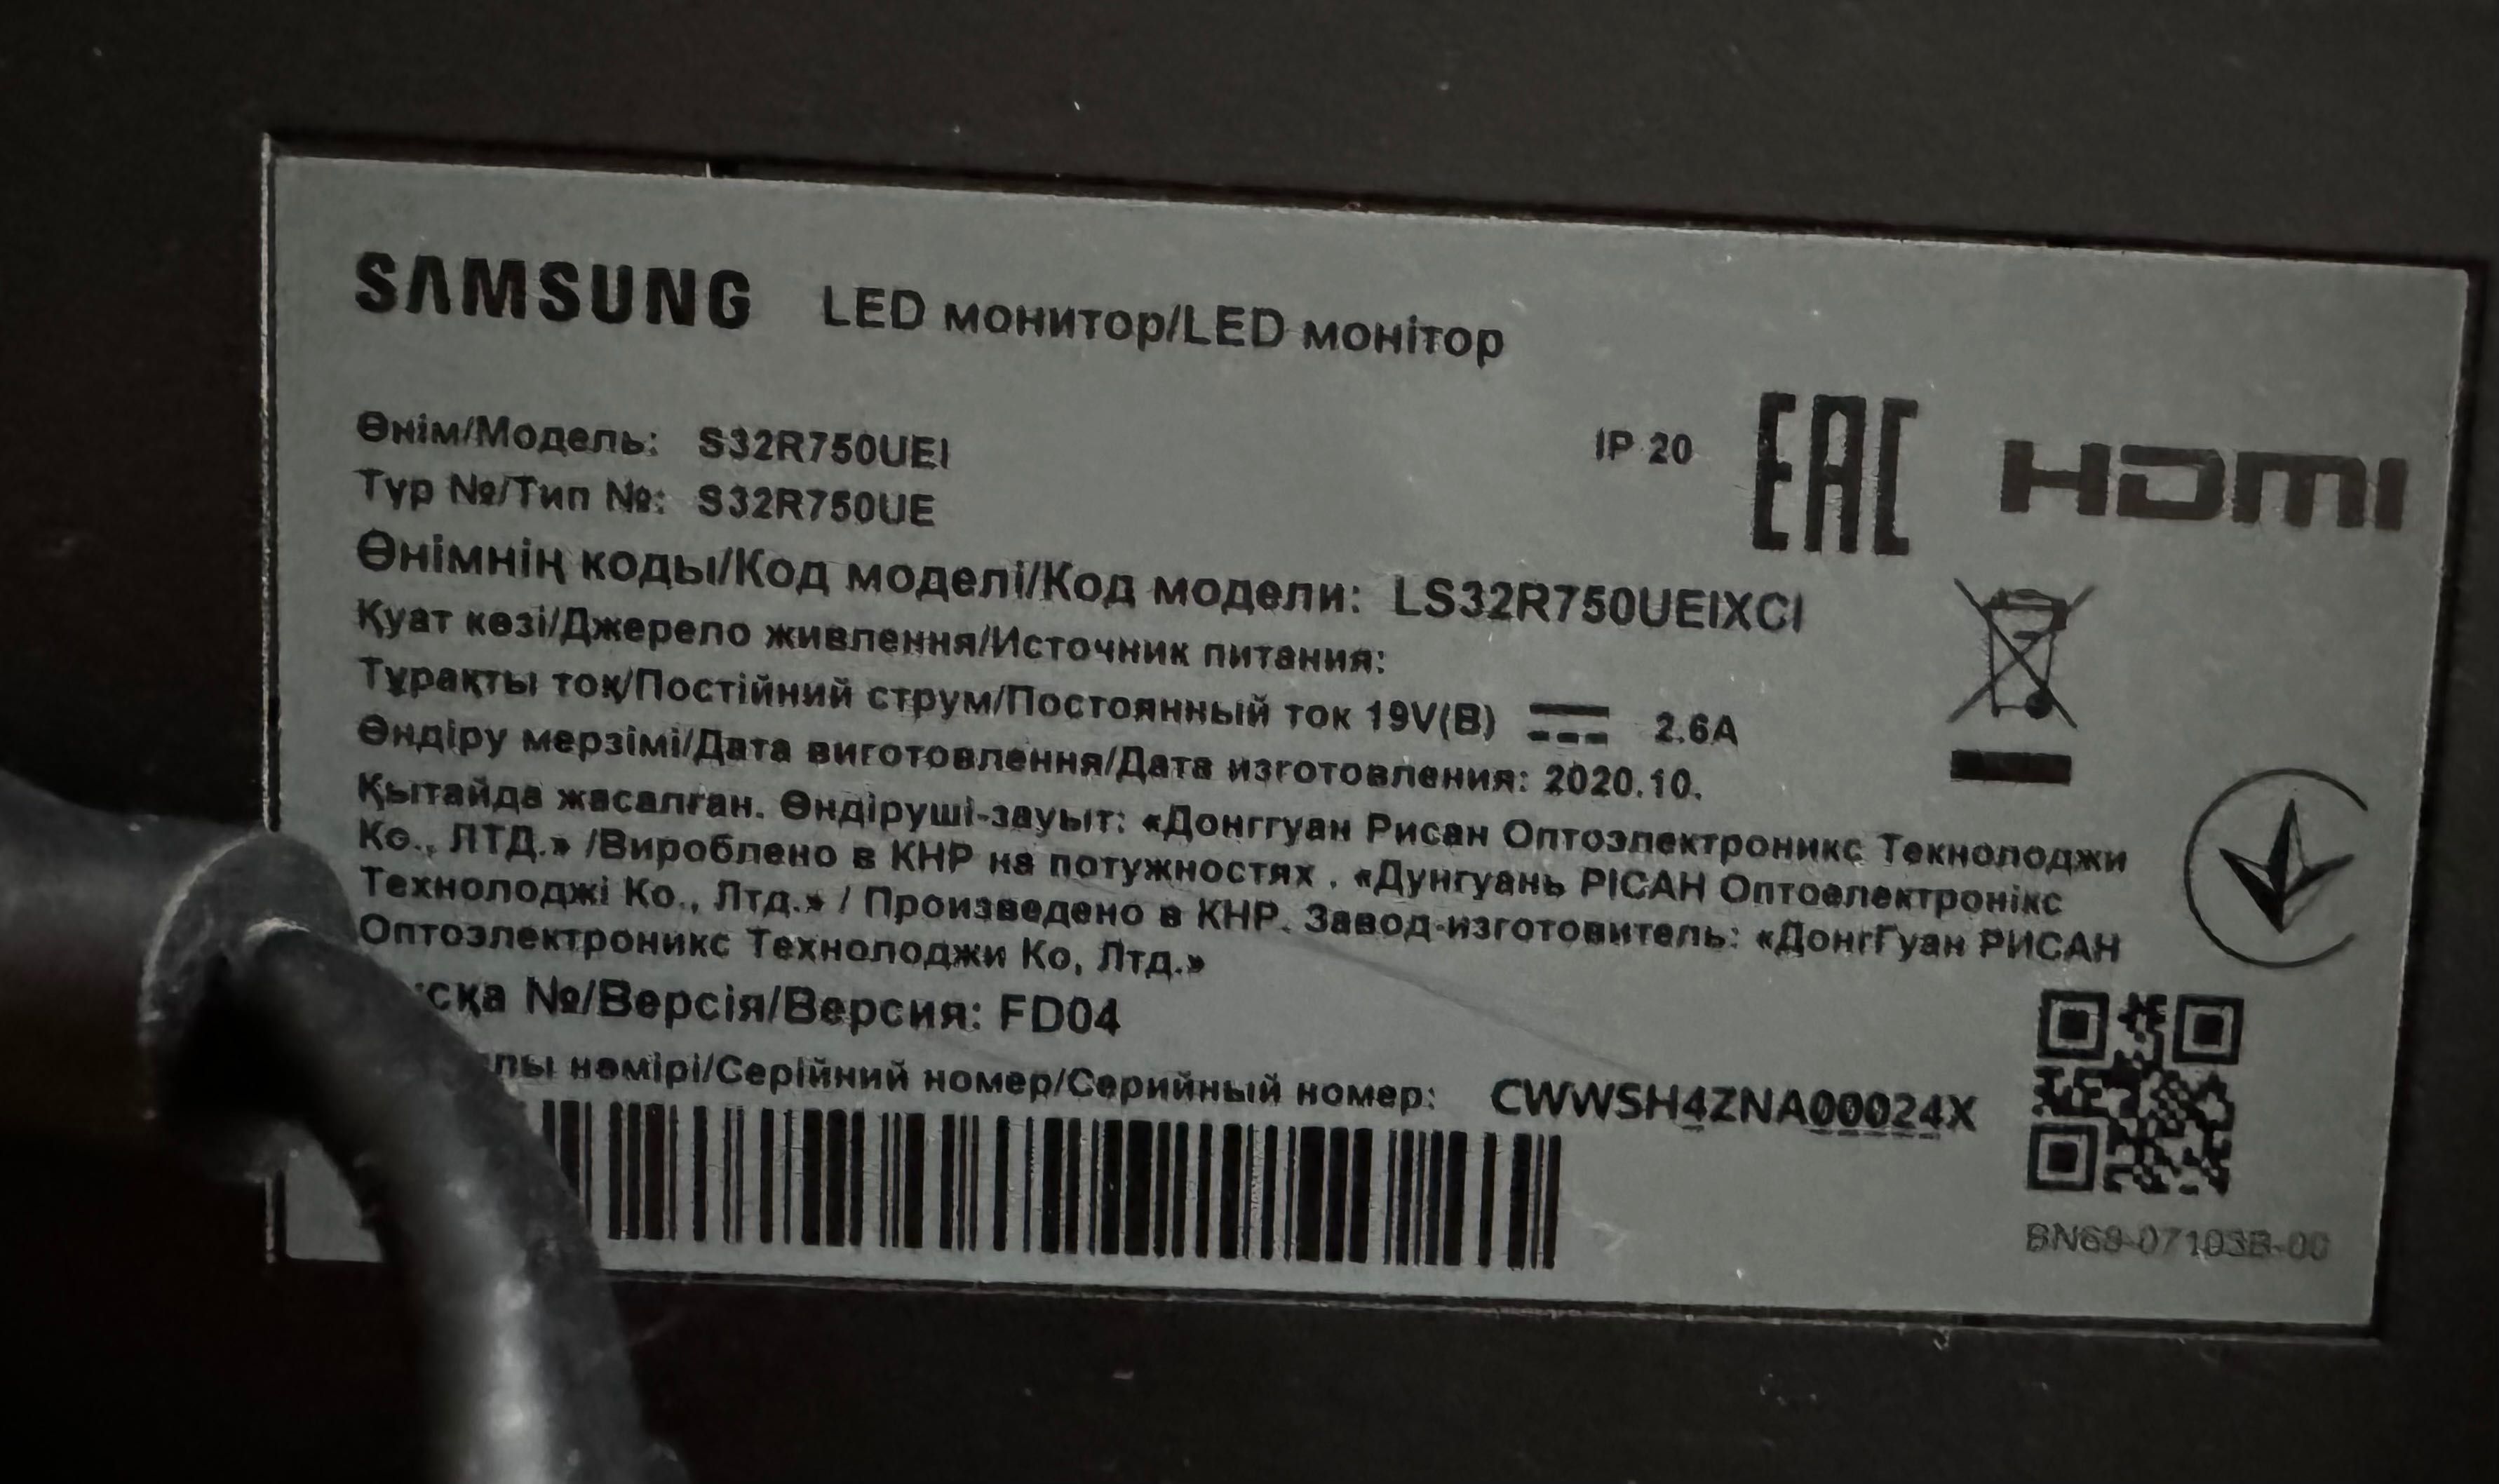 SAMSUNG LED монитор/LED монітор
Өнім/Модель: S32R750UEI
IP 20 EAC HDMI
Түр №/Тип №: S32R750UE
Өнімнің коды/Код моделі/Код модели: LS32R750UEIXCI
Қуат көзі/Джерело живлення/Источник питания:
Тұрақты тоқ/Постійний струм/Постоянный ток 19V(В) 2.6A
Өндіру мерзімі/Дата виготовлення/Дата изготовления: 2020.10.
Қытайда жасалған. Өндіруші-зауыт: «Донггуан Рисан Оптоэлектроникс Текнолоджи
Ко., ЛТД.» /Вироблено в КНР на потужностях , «Дунгуань РІСАН Оптоелектронікс
Технолоджі Ко., Лтд.» / Произведено в КНР. Завод-изготовитель: «ДонгГуан РИСАН
Оптоэлектроникс Технолоджи Ко, Лтд.»
№/Версія/Версия: FD04
нөмірі/Серійний номер/Серийный номер: CWWSH4ZNA00024X
BN68-07103B-00